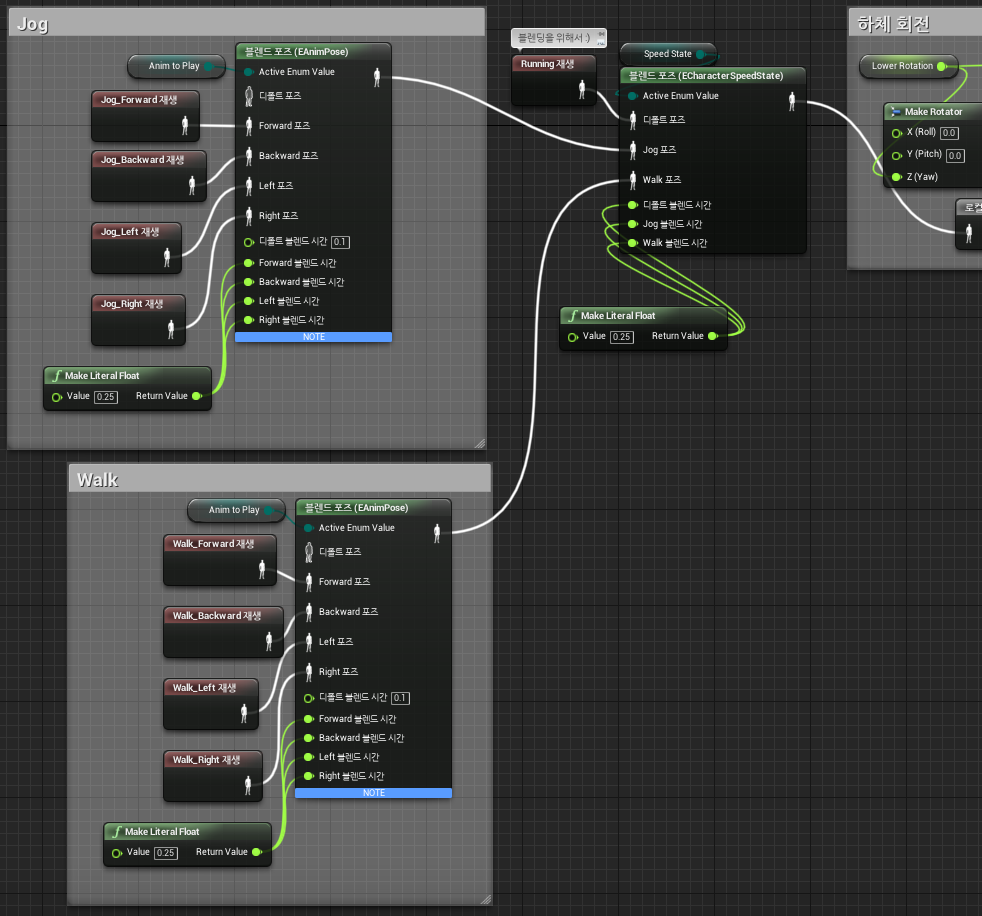 Jog
Anim to Play
블렌드 포즈 (EAnimPose)
Active Enum Value
디폴트 포즈
Forward 포즈
Backward 포즈
Left 포즈
Right 포즈
디폴트 블렌드 시간 0.1
Forward 블렌드 시간
Backward 블렌드 시간
Left 블렌드 시간
Right 블렌드 시간
NOTE
Jog_Forward 재생
Jog_Backward 재생
Jog_Left 재생
Jog_Right 재생
Make Literal Float
Value 0.25 Return Value
블렌딩을 위해서 :)
Running 재생
Speed State
블렌드 포즈 (ECharacterSpeedState)
Active Enum Value
디폴트 포즈
Jog 포즈
Walk 포즈
디폴트 블렌드 시간
Jog 블렌드 시간
Walk 블렌드 시간
Make Literal Float
Value 0.25 Return Value
하체 회전
Lower Rotation
Make Rotator
X (Roll) 0.0
Y (Pitch) 0.0
Z (Yaw)
로컬
Walk
Anim to Play
블렌드 포즈 (EAnimPose)
Active Enum Value
디폴트 포즈
Forward 포즈
Backward 포즈
Left 포즈
Right 포즈
디폴트 블렌드 시간 0.1
Forward 블렌드 시간
Backward 블렌드 시간
Left 블렌드 시간
Right 블렌드 시간
NOTE
Walk_Forward 재생
Walk_Backward 재생
Walk_Left 재생
Walk_Right 재생
Make Literal Float
Value 0.25 Return Value